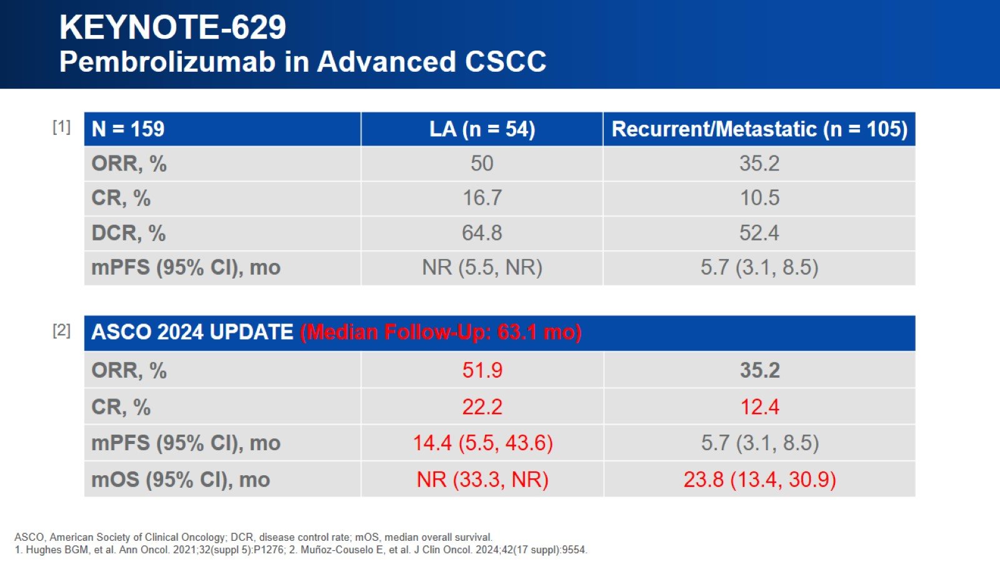 KEYNOTE-629
Pembrolizumab in Advanced CSCC
[1] N = 159 LA (n = 54) Recurrent/Metastatic (n = 105)
ORR, % 50 35.2
CR, % 16.7 10.5
DCR, % 64.8 52.4
mPFS (95% CI), mo NR (5.5, NR) 5.7 (3.1, 8.5)
[2] ASCO 2024 UPDATE (Median Follow-Up: 63.1 mo)
ORR, % 51.9 35.2
CR, % 22.2 12.4
mPFS (95% CI), mo 14.4 (5.5, 43.6) 5.7 (3.1, 8.5)
mOS (95% CI), mo NR (33.3, NR) 23.8 (13.4, 30.9)
ASCO, American Society of Clinical Oncology; DCR, disease control rate; mOS, median overall survival.
1. Hughes BGM, et al. Ann Oncol. 2021;32(suppl 5):P1276; 2. Muñoz-Couselo E, et al. J Clin Oncol. 2024;42(17 suppl):9554.